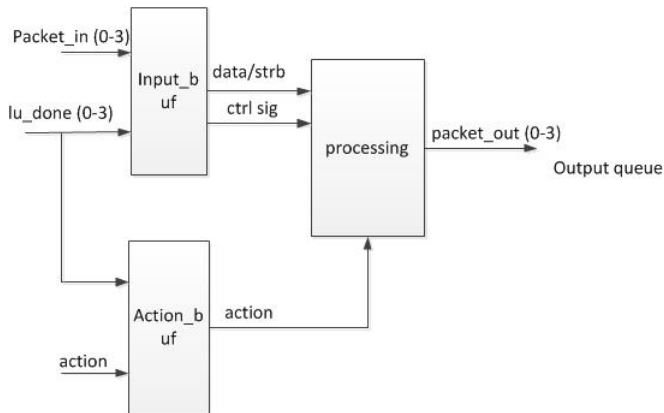 Packet_in (0-3)
Input_b
uf
data/strb
ctrl sig
lu_done (0-3)
processing
packet_out (0-3)
Output queue
Action_b
uf
action
action